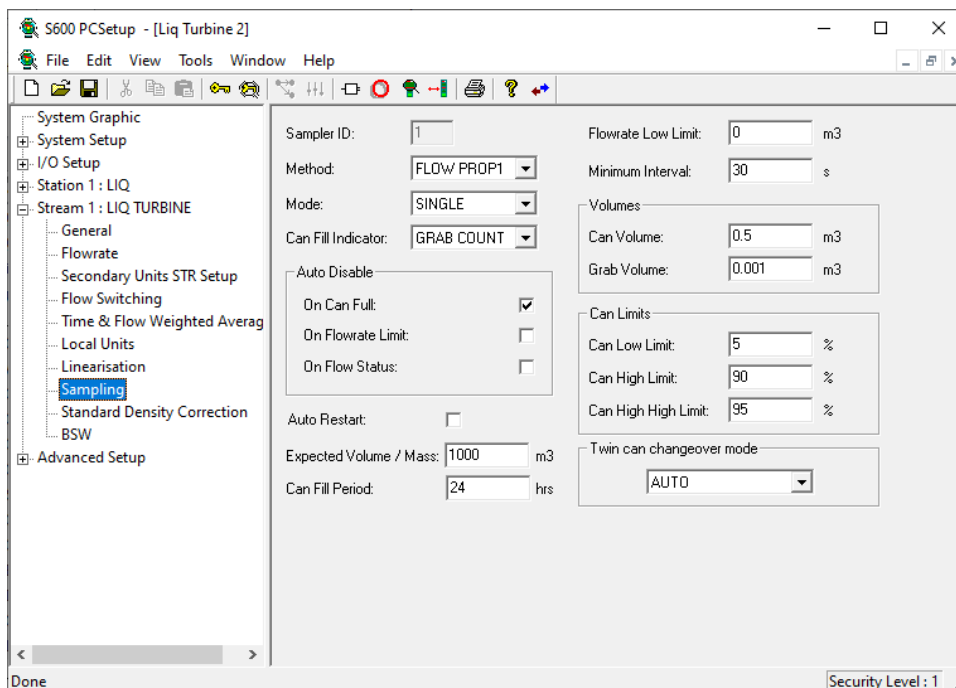 S600 PCSetup - [Liq Turbine 2]
File Edit View Tools Window Help
System Graphic
System Setup
I/O Setup
Station 1 : LIQ
Stream 1 : LIQ TURBINE
General
Flowrate
Secondary Units STR Setup
Flow Switching
Time & Flow Weighted Averag
Local Units
Linearisation
Sampling
Standard Density Correction
BSW
Advanced Setup
Sampler ID: 1
Method: FLOW PROP1
Mode: SINGLE
Can Fill Indicator: GRAB COUNT
Auto Disable
On Can Full:
On Flowrate Limit:
On Flow Status:
Auto Restart:
Expected Volume / Mass: 1000 m3
Can Fill Period: 24 hrs
Flowrate Low Limit: 0 m3
Minimum Interval: 30 s
Volumes
Can Volume: 0.5 m3
Grab Volume: 0.001 m3
Can Limits
Can Low Limit: 5 %
Can High Limit: 90 %
Can High High Limit: 95 %
Twin can changeover mode
AUTO
Done
Security Level : 1